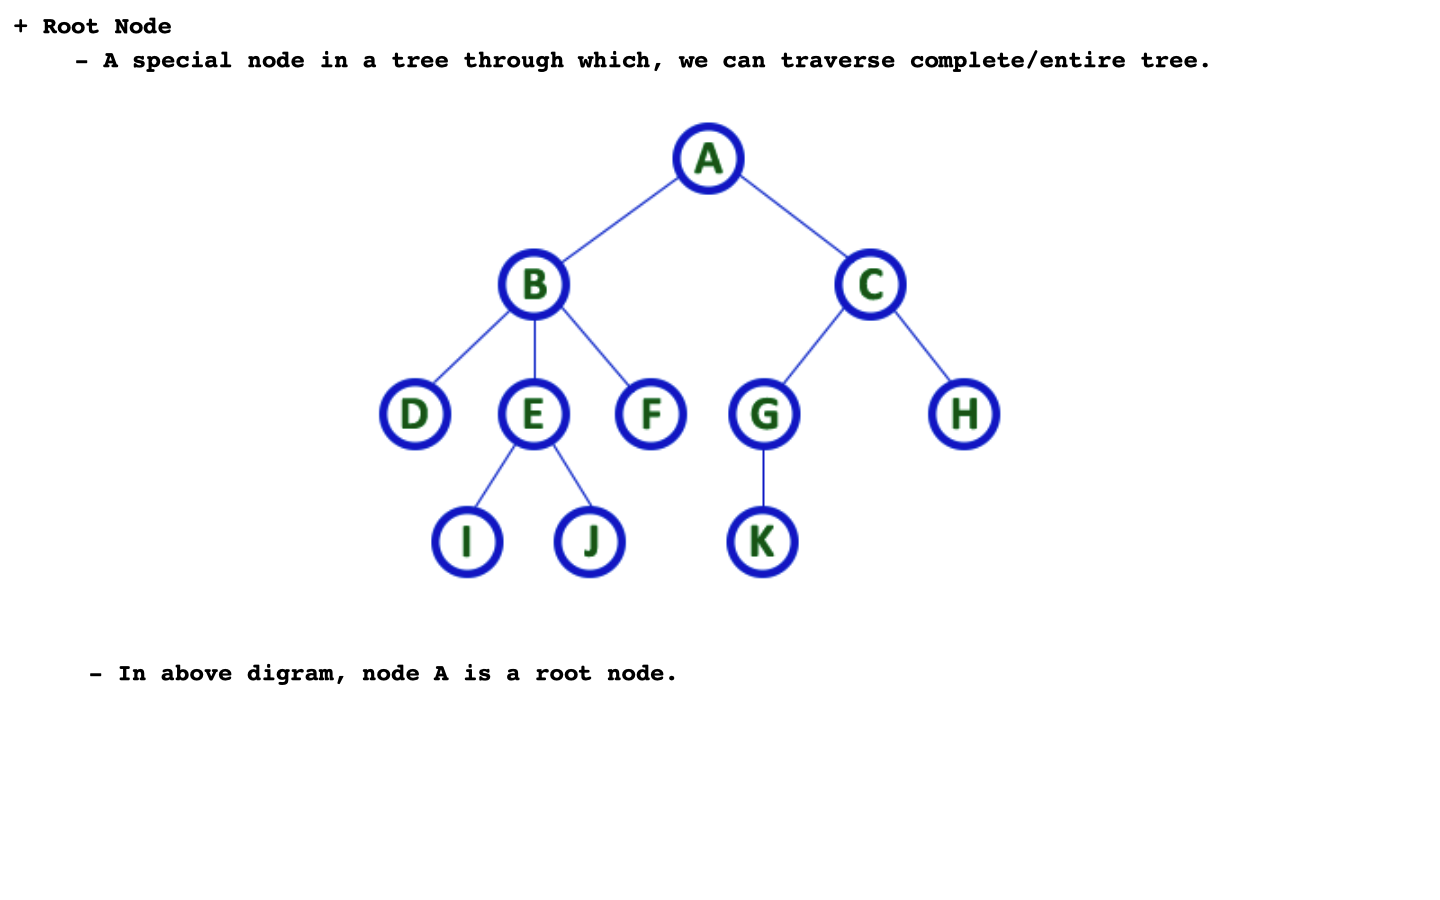 + Root Node
- A special node in a tree through which, we can traverse complete/entire tree.
A
B C
D E F G H
I J K
- In above digram, node A is a root node.